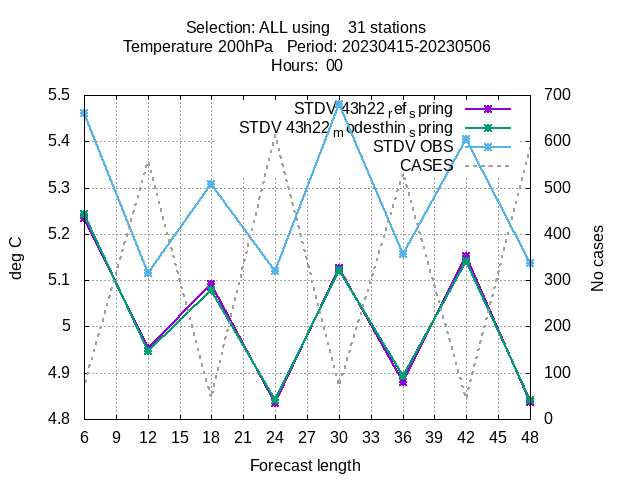 Selection: ALL using 31 stations
Temperature 200hPa Period: 20230415-20230506
Hours: 00
STDV 43h22_ref_spring
STDV 43h22_modesthin_spring
STDV OBS
CASES
5.5
5.4
5.3
5.2
5.1
5
4.9
4.8
deg C
700
600
500
400
300
200
100
0
No cases
6 9 12 15 18 21 24 27 30 33 36 39 42 45 48
Forecast length